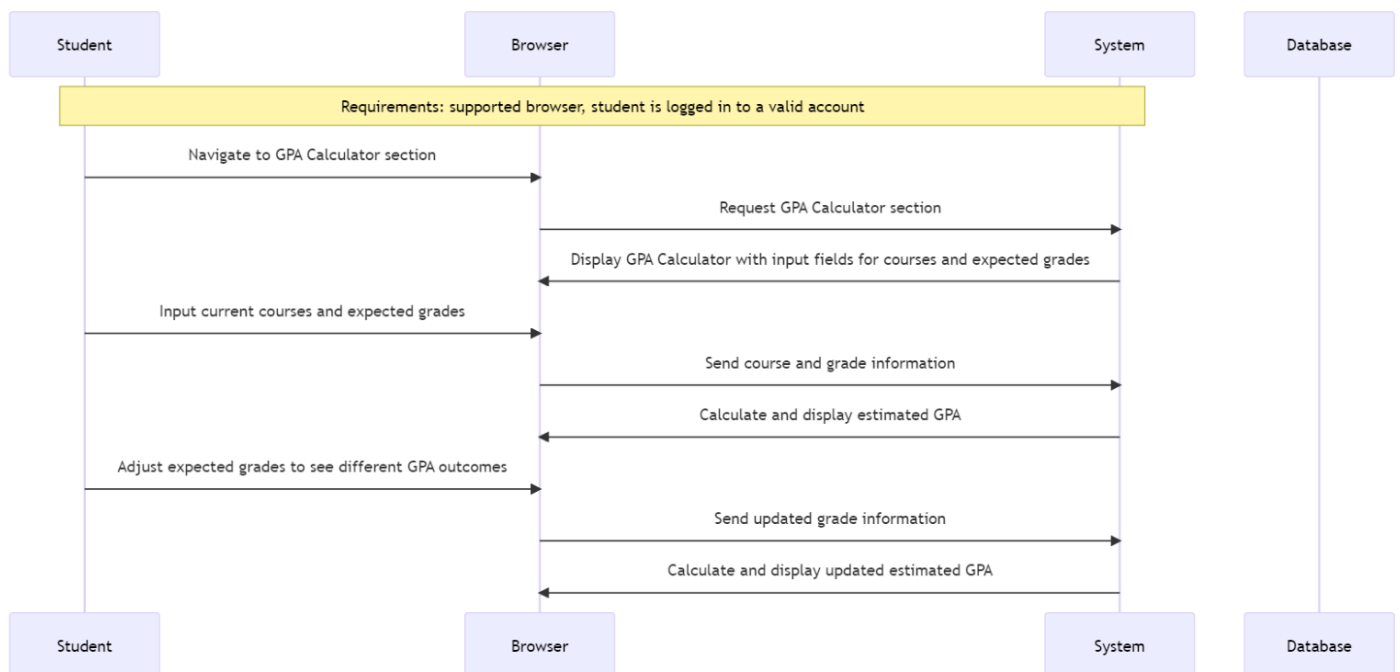 Student
Browser
System
Database
Requirements: supported browser, student is logged in to a valid account
Navigate to GPA Calculator section
Request GPA Calculator section
Display GPA Calculator with input fields for courses and expected grades
Input current courses and expected grades
Send course and grade information
Calculate and display estimated GPA
Adjust expected grades to see different GPA outcomes
Send updated grade information
Calculate and display updated estimated GPA
Student
Browser
System
Database